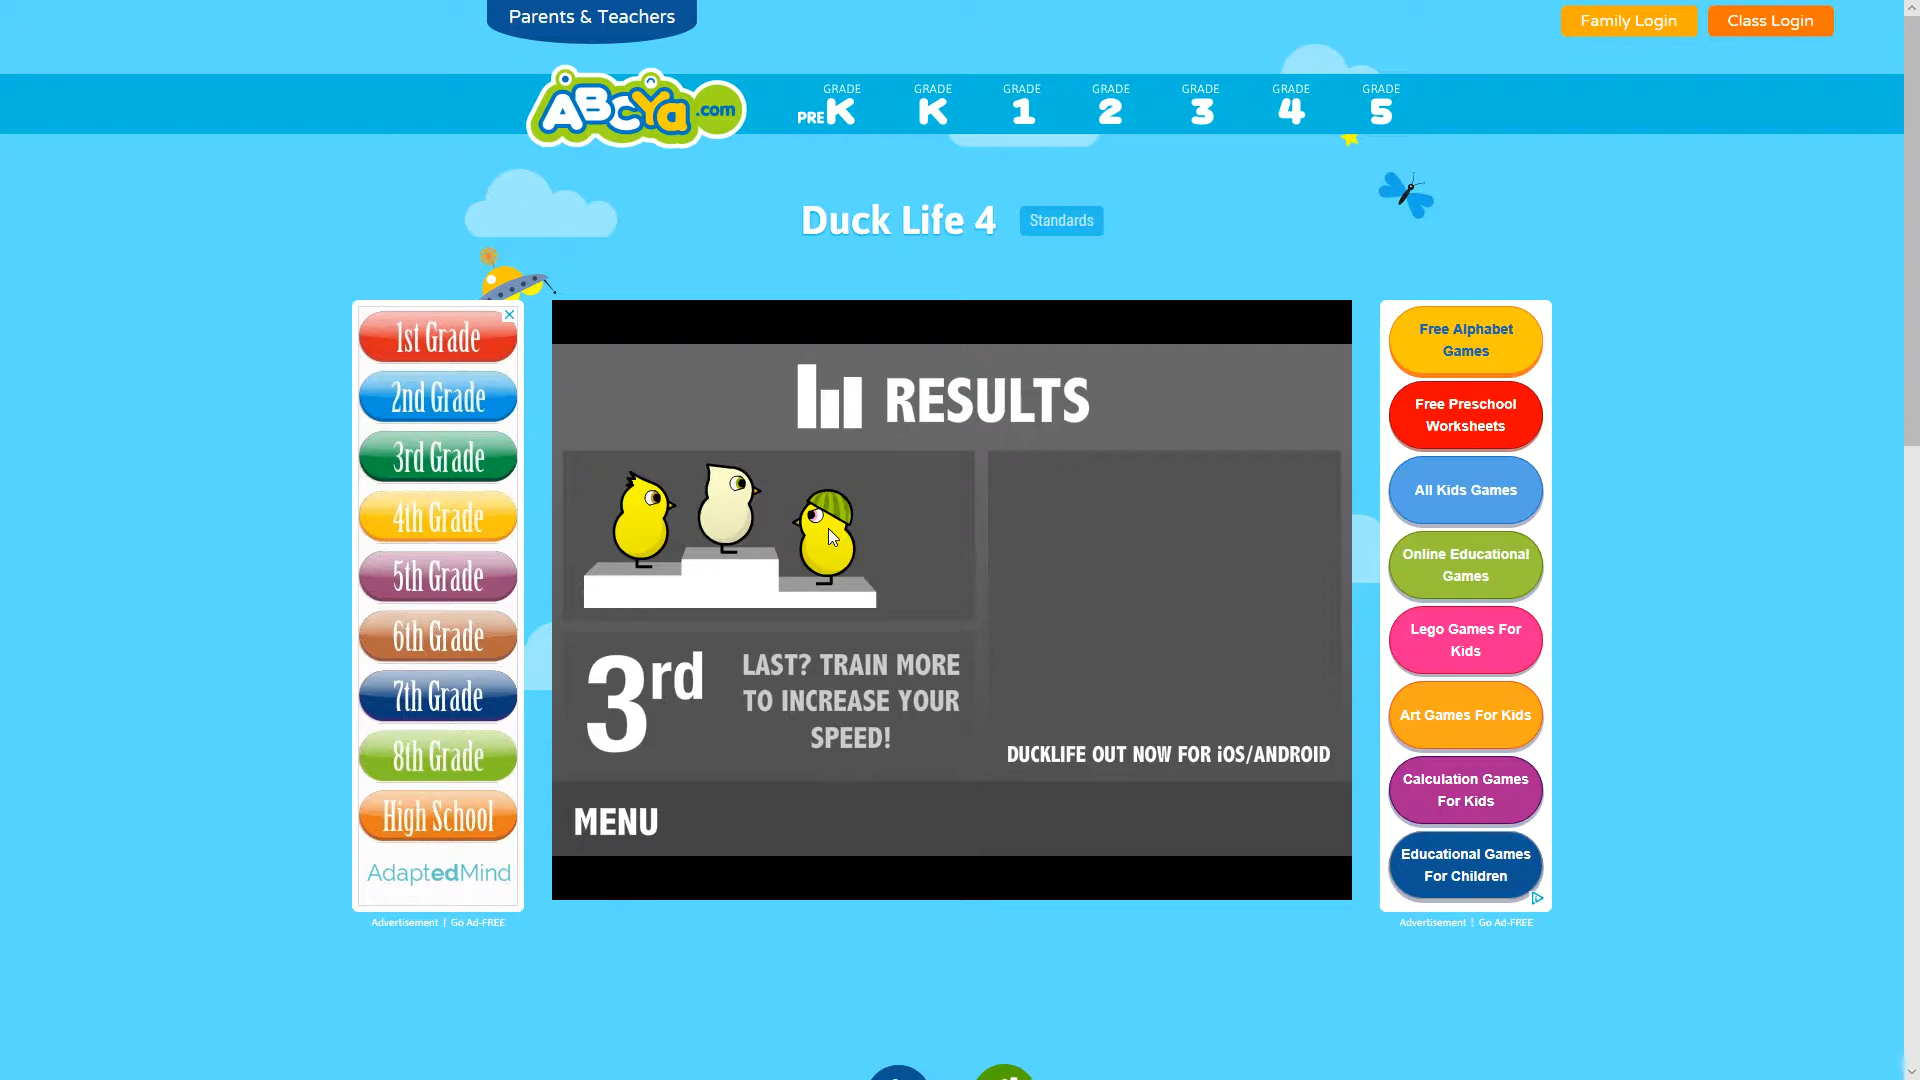 Parents & Teachers
Family Login
Class Login
ABCYa.com
GRADE
PRE K
GRADE
K
GRADE
1
GRADE
2
GRADE
3
GRADE
4
GRADE
5
Duck Life 4
Standards
1st Grade
2nd Grade
3rd Grade
4th Grade
5th Grade
6th Grade
7th Grade
8th Grade
High School
AdaptedMind
Advertisement | Go Ad-FREE
RESULTS
3rd
LAST? TRAIN MORE
TO INCREASE YOUR
SPEED!
DUCKLIFE OUT NOW FOR iOS/ANDROID
MENU
Free Alphabet
Games
Free Preschool
Worksheets
All Kids Games
Online Educational
Games
Lego Games For
Kids
Art Games For Kids
Calculation Games
For Kids
Educational Games
For Children
Advertisement | Go Ad-FREE